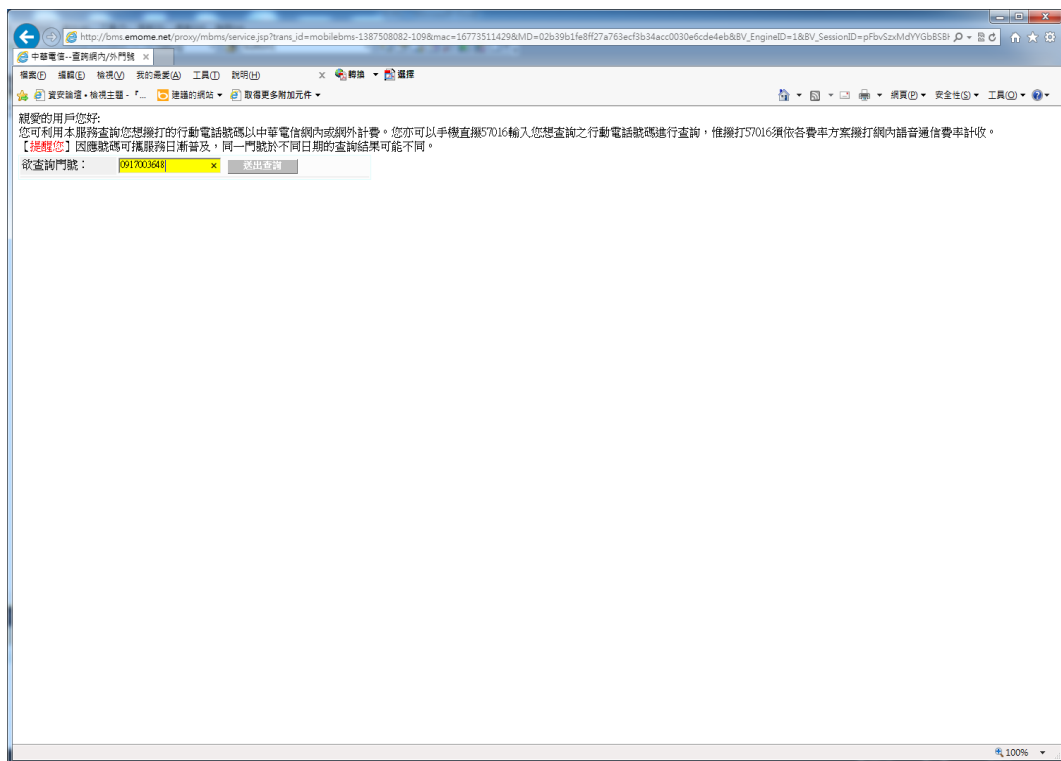 http://bms.emome.net/proxy/mbms/service.jsp?trans_id=mobilebms-1387508082-109&mac=16773511429&MD=02b39b1fe8ff27a763ecf3b34acc0030e6cde4eb&BV_EngineID=1&BV_SessionID=pFbvSzxMdYYGbBSBH
中華電信--查詢網內/外門號
檔案(F) 編輯(E) 檢視(V) 我的最愛(A) 工具(T) 說明(H) x 轉換 選擇
資安論壇 • 檢視主題 - 『... 建議的網站 取得更多附加元件 網頁(P) 安全性(S) 工具(O)
親愛的用戶您好:
您可利用本服務查詢您想撥打的行動電話號碼以中華電信網內或網外計費。您亦可以手機直撥57016輸入您想查詢之行動電話號碼進行查詢，惟撥打57016須依各費率方案撥打網內語音通信費率計收。
【提醒您】因應號碼可攜服務日漸普及，同一門號於不同日期的查詢結果可能不同。
欲查詢門號： 0917003648 × 送出查詢
100%